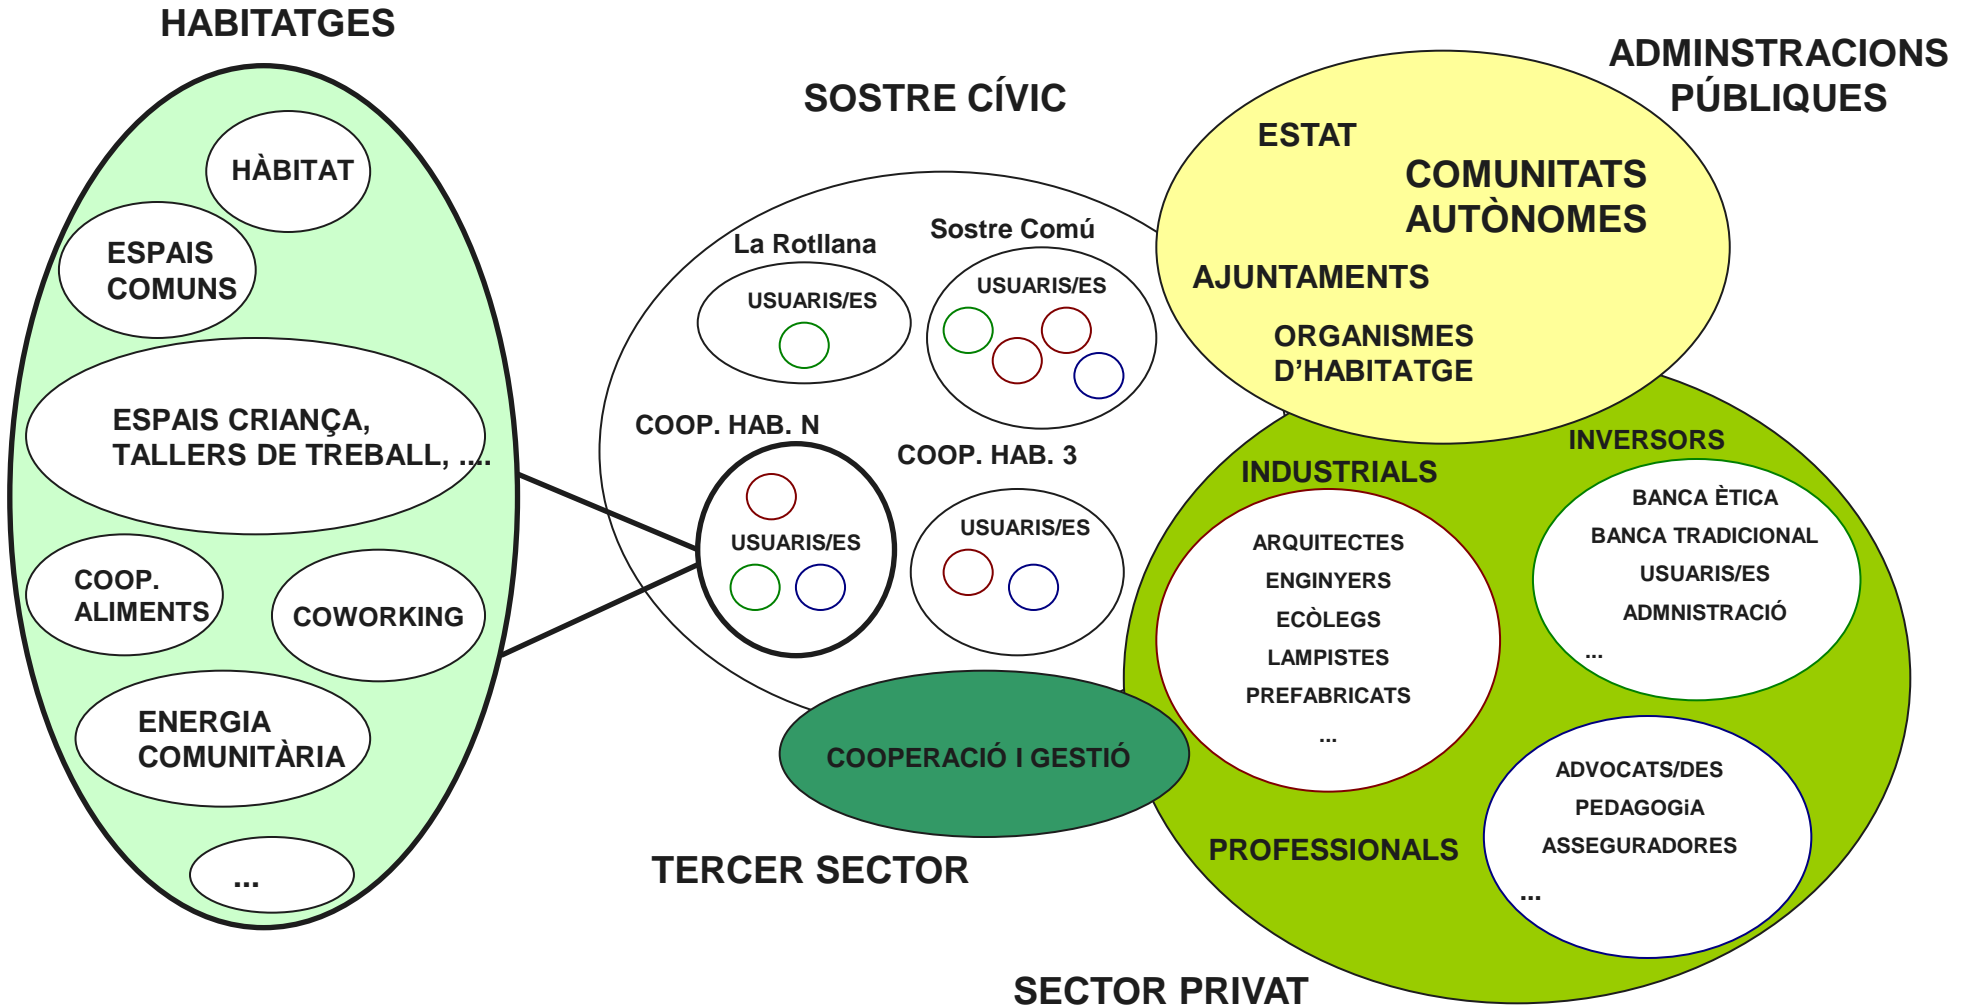 HABITATGES
HÀBITAT
ESPAIS
COMUNS
ESPAIS CRIANÇA,
TALLERS DE TREBALL, ....
COOP.
ALIMENTS
COWORKING
ENERGIA
COMUNITÀRIA
...
SOSTRE CÍVIC
La Rotllana
USUARIS/ES
Sostre Comú
USUARIS/ES
COOP. HAB. N
USUARIS/ES
COOP. HAB. 3
USUARIS/ES
COOPERACIÓ I GESTIÓ
TERCER SECTOR
ADMINSTRACIONS
PÚBLIQUES
ESTAT
COMUNITATS
AUTÒNOMES
AJUNTAMENTS
ORGANISMES
D'HABITATGE
INDUSTRIALS
ARQUITECTES
ENGINYERS
ECÒLEGS
LAMPISTES
PREFABRICATS
...
INVERSORS
BANCA ÈTICA
BANCA TRADICIONAL
USUARIS/ES
ADMNISTRACIÓ
...
PROFESSIONALS
ADVOCATS/DES
PEDAGOGiA
ASSEGURADORES
...
SECTOR PRIVAT